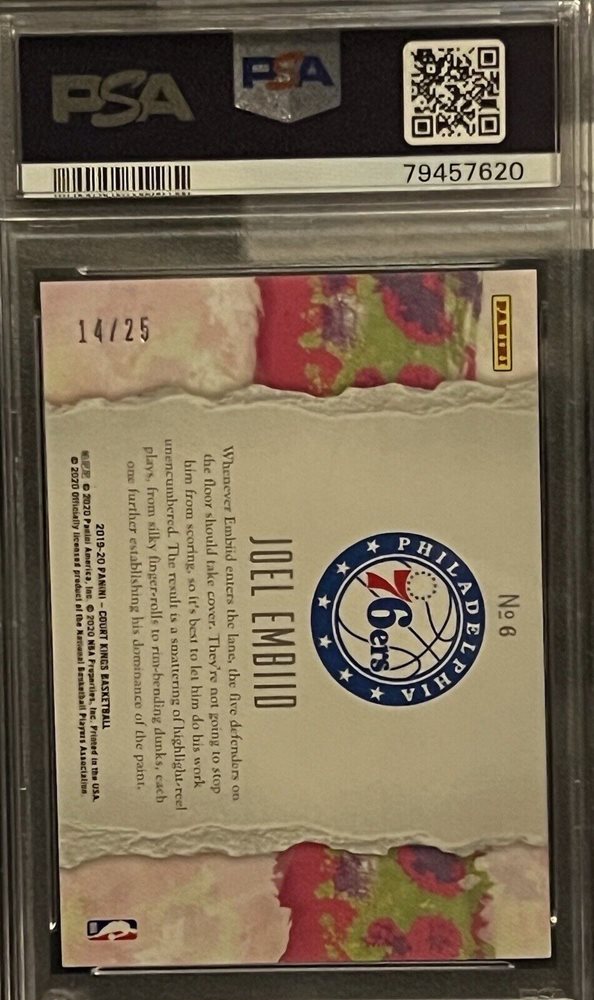 PSA
PSA
79457620
PANINI
14/25
No 6
PHILADELPHIA
76ers
JOEL EMBIID
Whenever Embiid enters the lane, the five defenders on
the floor should take cover. They're not going to stop
him from scoring, so it's best to let him do his work
unencumbered. The result is a smattering of highlight-reel
plays, from silky finger-rolls to rim-bending dunks, each
one further establishing his dominance of the paint.
2019-20 PANINI – COURT KINGS BASKETBALL
© 2020 Panini America, Inc. © 2020 NBA Properties, Inc. Printed in the USA.
© 2020 Officially licensed product of the National Basketball Players Association.